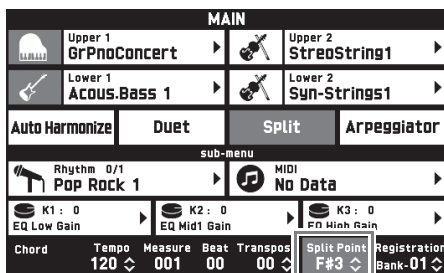 MAIN
Upper 1 Upper 2
GrPnoConcert StreoString1
Lower 1 Lower 2
Acous.Bass 1 Syn-Strings1
Auto Harmonize Duet Split Arpeggiator
sub-menu
Rhythm 0/1 MIDI
Pop Rock 1 No Data
K1 : 0 K2 : 0 K3 : 0
EQ Low Gain EQ Mid1 Gain EQ High Gain
Chord Tempo Measure Beat Transpos Split Point Registration
120 001 00 00 F#3 Bank-01